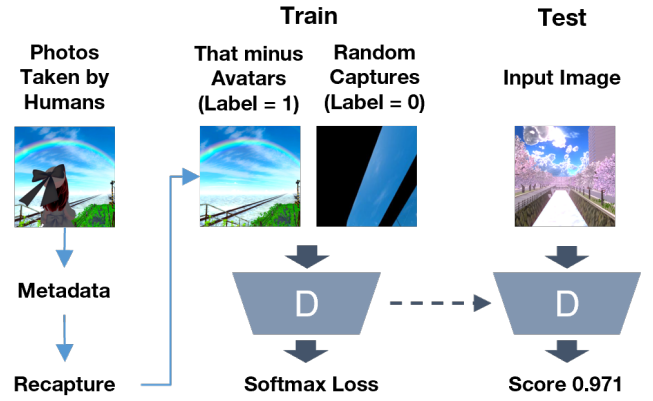 Train
Test
Photos
Taken by
Humans
That minus
Avatars
(Label = 1)
Random
Captures
(Label = 0)
Input Image
Metadata
D
D
Recapture
Softmax Loss
Score 0.971